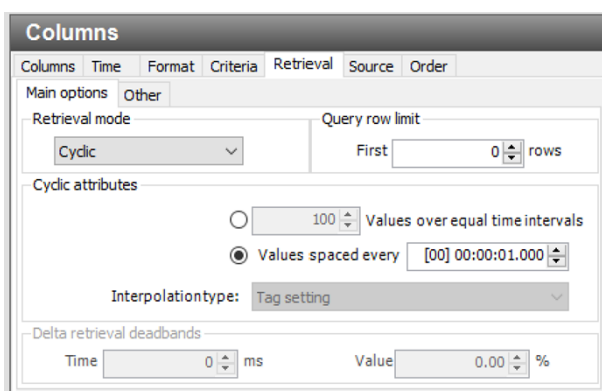 Columns
Columns Time Format Criteria Retrieval Source Order
Main options Other
Retrieval mode Query row limit
Cyclic First 0 rows
Cyclic attributes
100 Values over equal time intervals
Values spaced every [00] 00:00:01.000
Interpolation type: Tag setting
Delta retrieval deadbands
Time 0 ms Value 0.00 %